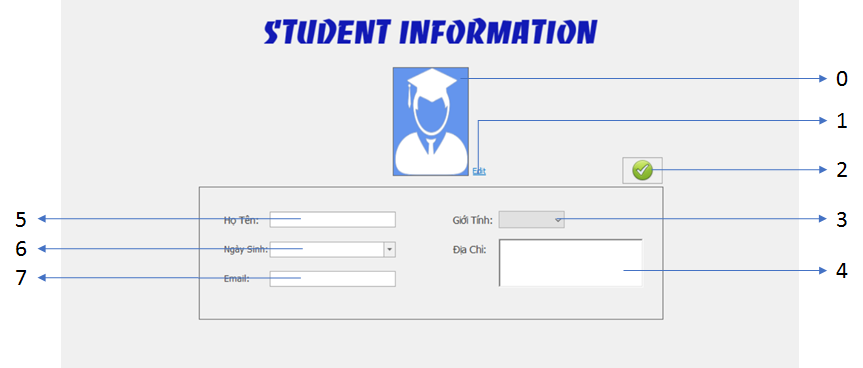 STUDENT INFORMATION
0
1
Edit
2
5 Họ Tên: Giới Tính: 3
6 Ngày Sinh: Địa Chỉ:
4
7 Email: